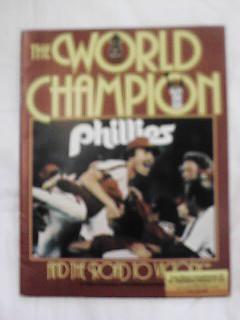 THE WORLD
CHAMPION
phillies
AND THE ROAD TO VICTORY